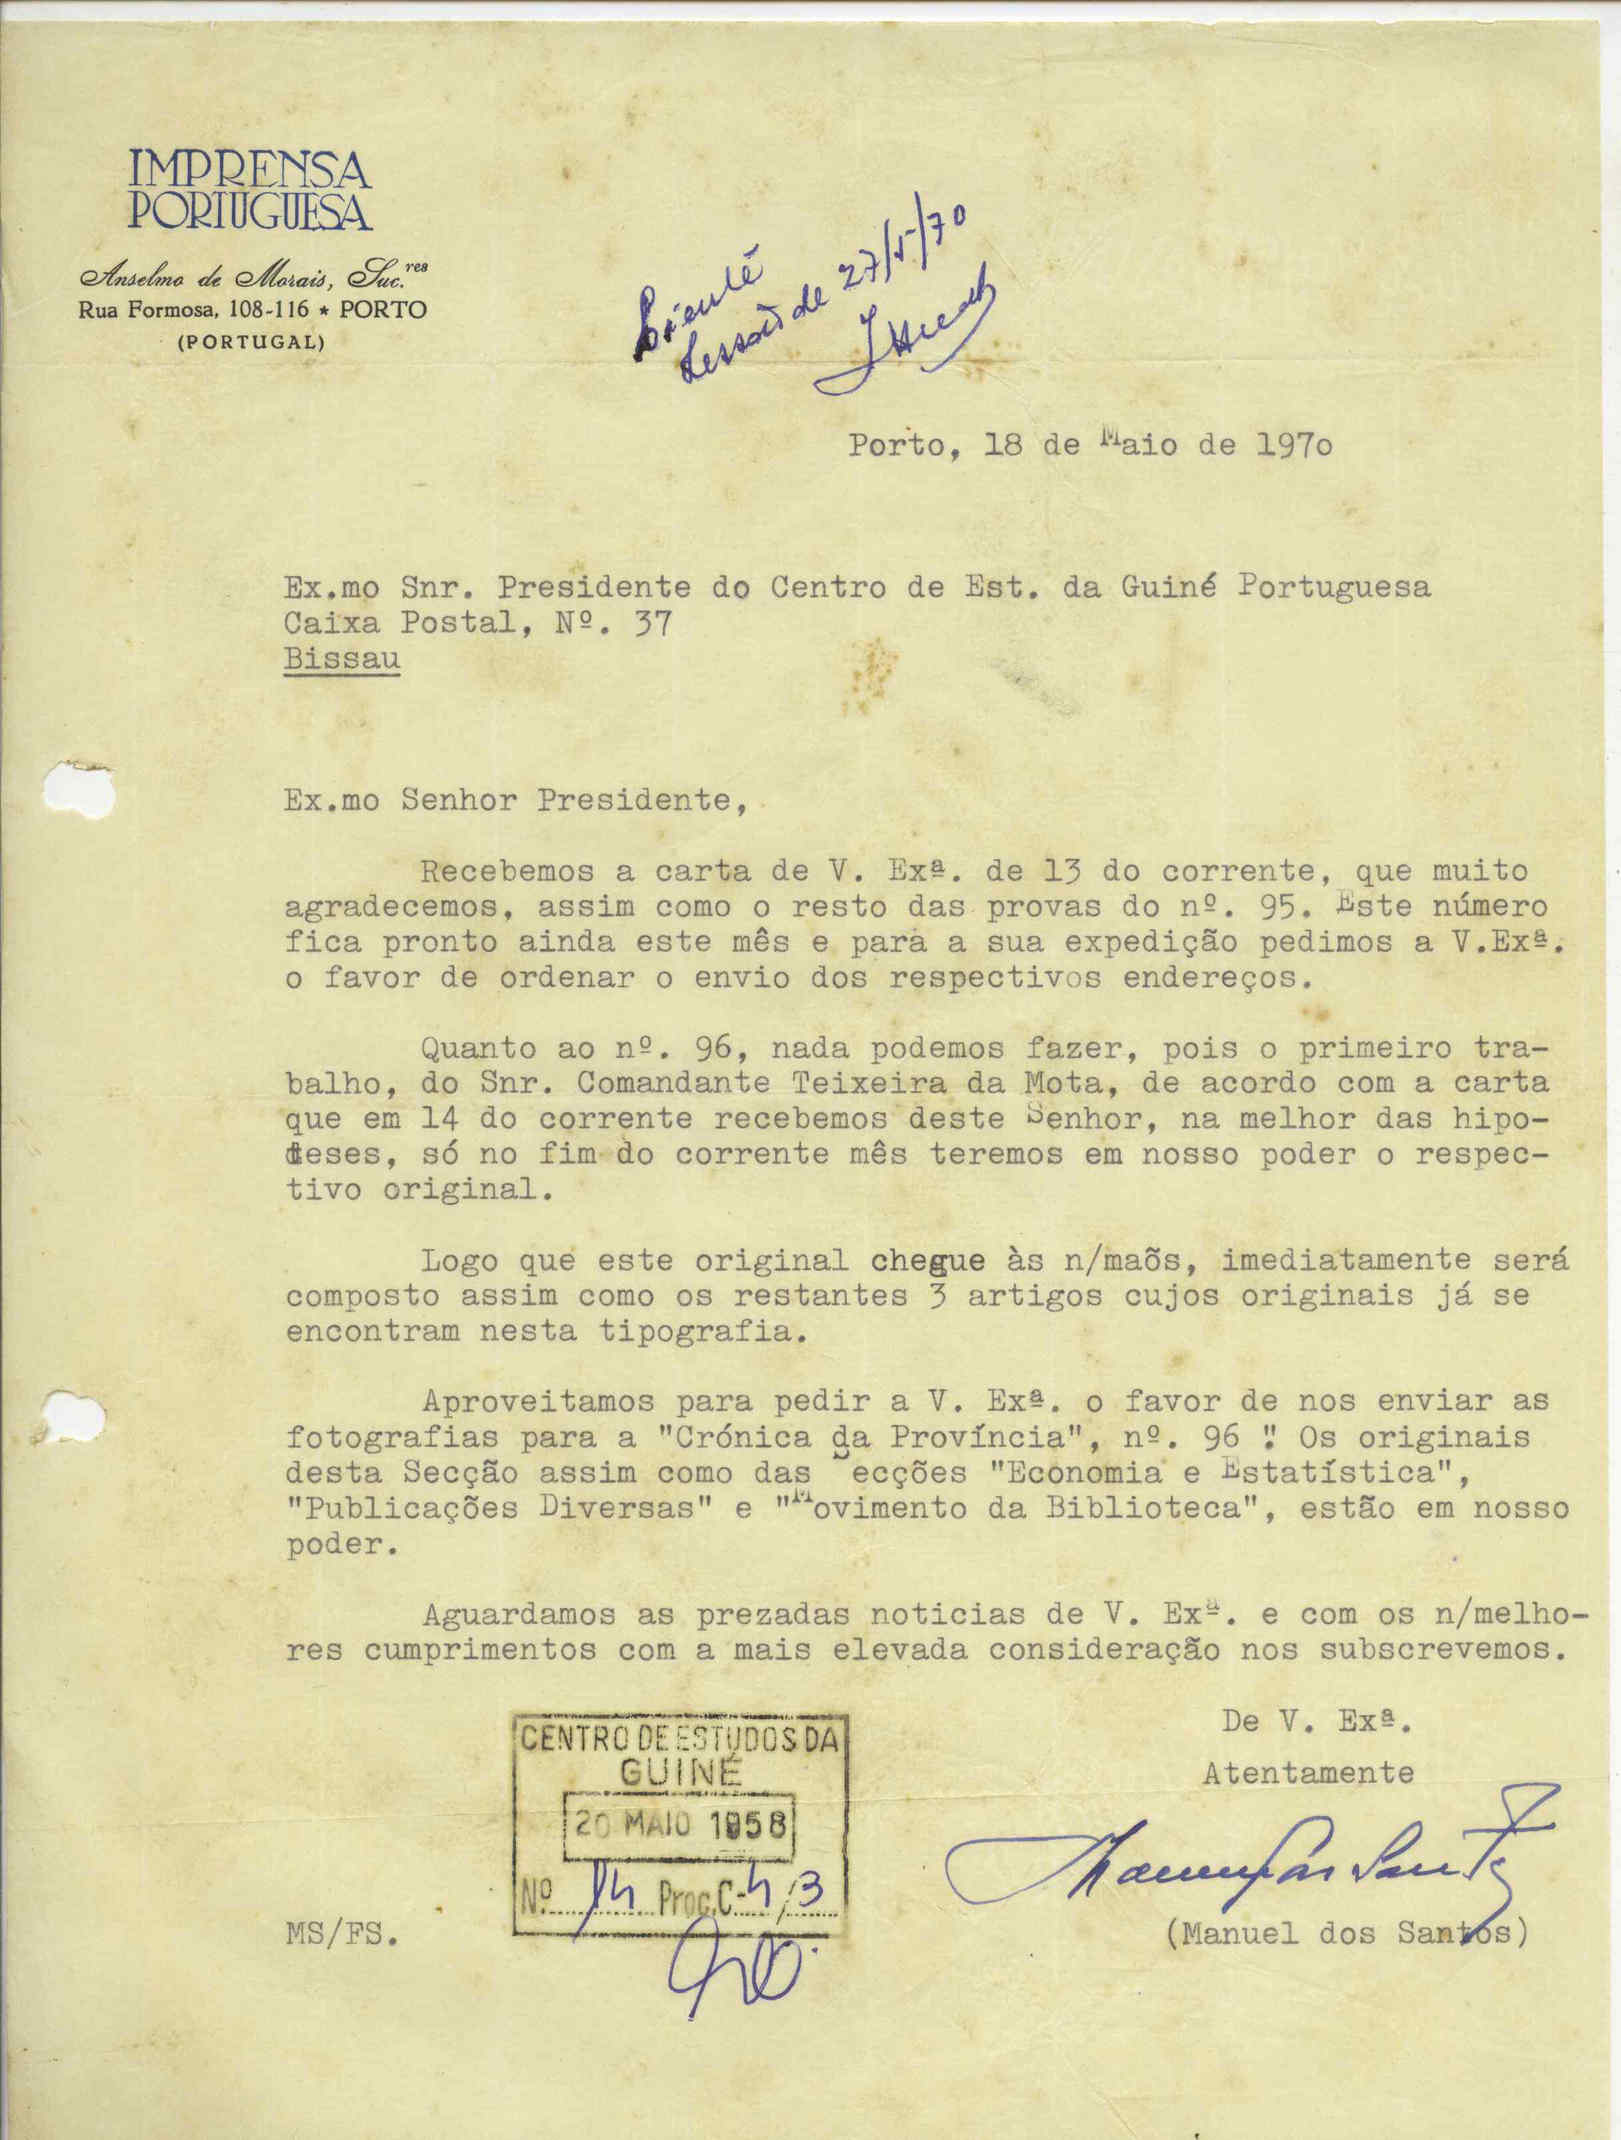 IMPRENSA
PORTUGUESA
Anselmo de Morais, Suc.res
Rua Formosa, 108-116 ★ PORTO
(PORTUGAL)
Ciente
Sessão de 27/5/70
Porto, 18 de Maio de 1970
Ex.mo Snr. Presidente do Centro de Est. da Guiné Portuguesa
Caixa Postal, Nº. 37
Bissau
Ex.mo Senhor Presidente,
Recebemos a carta de V. Exª. de 13 do corrente, que muito
agradecemos, assim como o resto das provas do nº. 95. Este número
fica pronto ainda este mês e para a sua expedição pedimos a V.Exª.
o favor de ordenar o envio dos respectivos endereços.
Quanto ao nº. 96, nada podemos fazer, pois o primeiro tra-
balho, do Snr. Comandante Teixeira da Mota, de acordo com a carta
que em 14 do corrente recebemos deste Senhor, na melhor das hipo-
teses, só no fim do corrente mês teremos em nosso poder o respec-
tivo original.
Logo que este original chegue às n/maõs, imediatamente será
composto assim como os restantes 3 artigos cujos originais já se
encontram nesta tipografia.
Aproveitamos para pedir a V. Exª. o favor de nos enviar as
fotografias para a "Crónica da Província", nº. 96 ". Os originais
desta Secção assim como das Secções "Economia e Estatística",
"Publicações Diversas" e "Movimento da Biblioteca", estão em nosso
poder.
Aguardamos as prezadas noticias de V. Exª. e com os n/melho-
res cumprimentos com a mais elevada consideração nos subscrevemos.
De V. Exª.
Atentamente
Manuel dos Santos
(Manuel dos Santos)
CENTRO DE ESTUDOS DA
GUINÉ
20 MAIO 1958
Nº Proc. C-4/3
MS/FS.